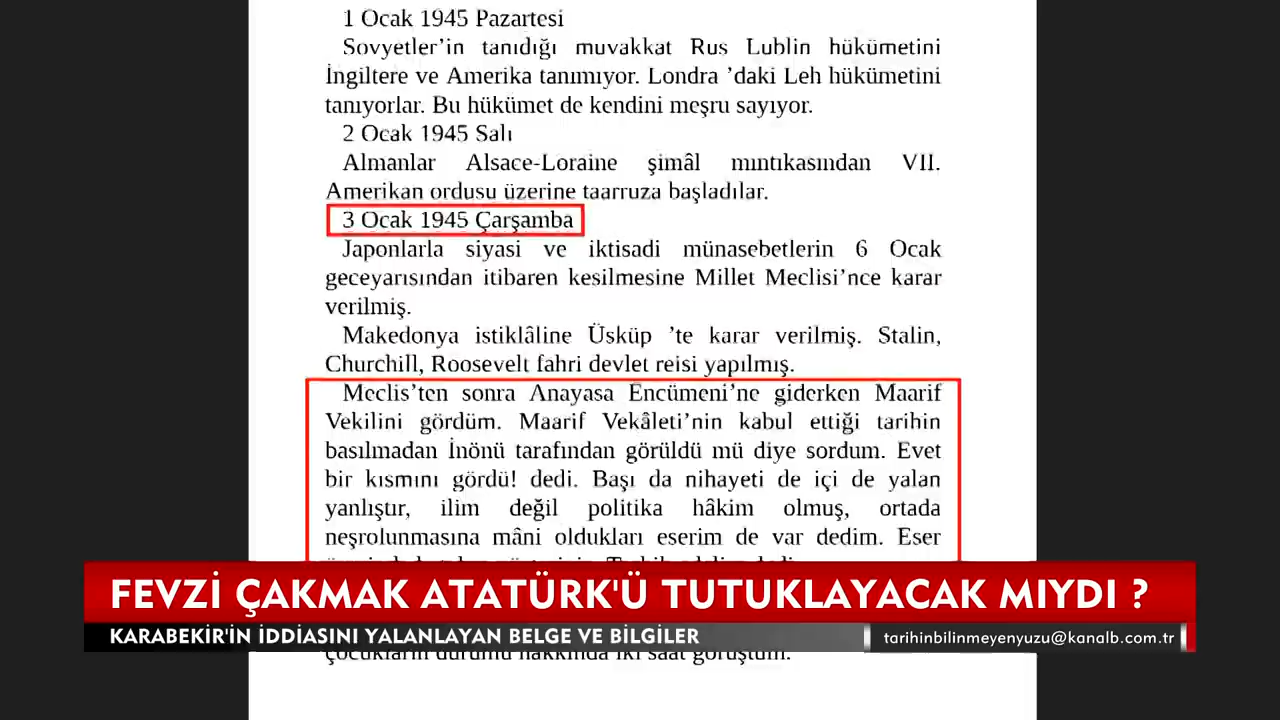 1 Ocak 1945 Pazartesi
Sovyetler'in tanıdığı muvakkat Rus Lublin hükümetini
İngiltere ve Amerika tanımıyor. Londra 'daki Leh hükümetini
tanıyorlar. Bu hükümet de kendini meşru sayıyor.
2 Ocak 1945 Salı
Almanlar Alsace-Loraine şimâl mıntıkasından VII.
Amerikan ordusu üzerine taarruza başladılar.
3 Ocak 1945 Çarşamba
Japonlarla siyasi ve iktisadi münasebetlerin 6 Ocak
geceyarısından itibaren kesilmesine Millet Meclisi'nce karar
verilmiş.
Makedonya istiklâline Üsküp 'te karar verilmiş. Stalin,
Churchill, Roosevelt fahri devlet reisi yapılmış.
Meclis'ten sonra Anayasa Encümeni'ne giderken Maarif
Vekilini gördüm. Maarif Vekâleti'nin kabul ettiği tarihin
basılmadan İnönü tarafından görüldü mü diye sordum. Evet
bir kısmını gördü! dedi. Başı da nihayeti de içi de yalan
yanlıştır, ilim değil politika hâkim olmuş, ortada
neşrolunmasına mâni oldukları eserim de var dedim. Eser
FEVZİ ÇAKMAK ATATÜRK'Ü TUTUKLAYACAK MIYDI ?
KARABEKİR'İN İDDİASINI YALANLAYAN BELGE VE BİLGİLER
tarihinbilinmeyenyuzu@kanalb.com.tr
çocukların durumu hakkında iki saat görüştüm.